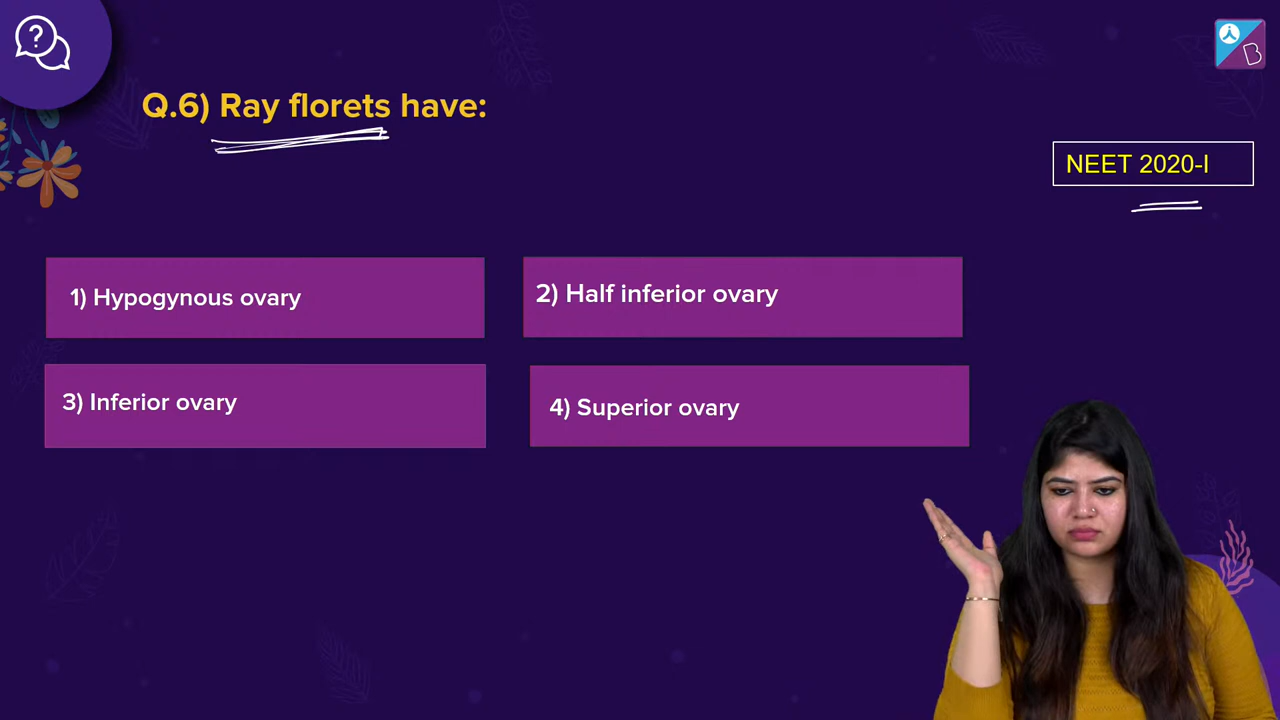 ?
Q.6) Ray florets have:
NEET 2020-I
1) Hypogynous ovary
2) Half inferior ovary
3) Inferior ovary
4) Superior ovary
B